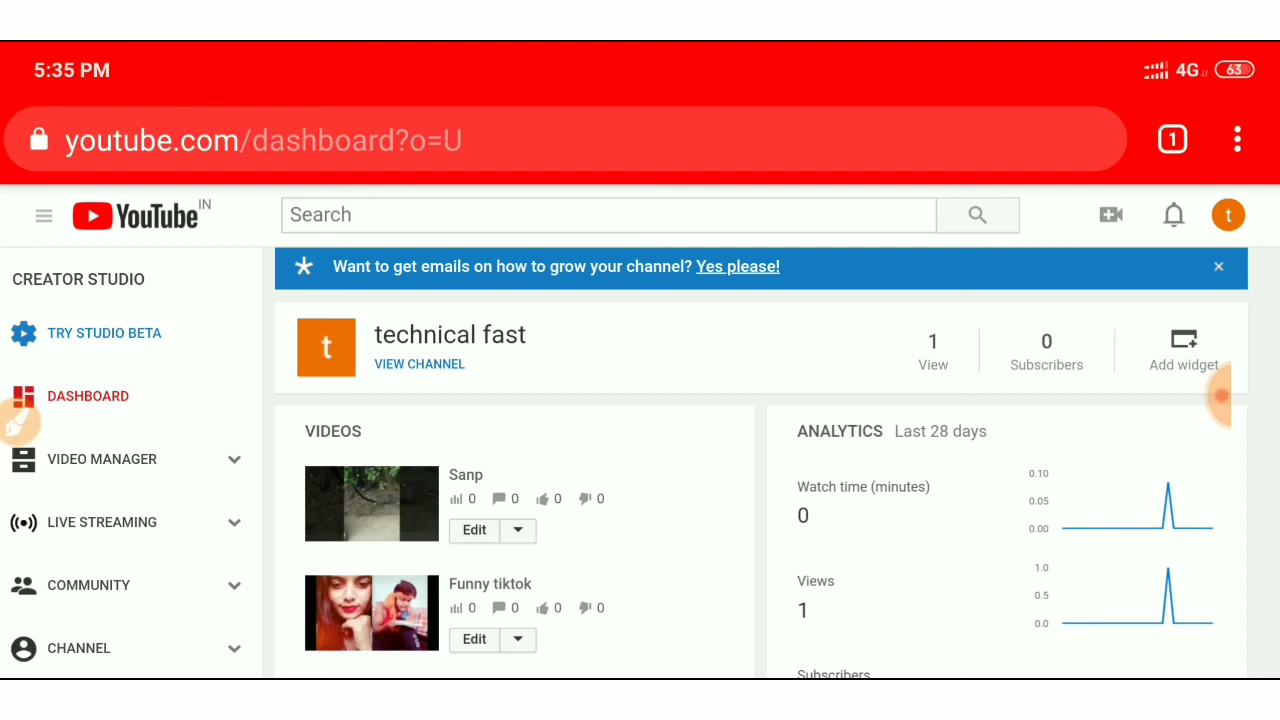 5:35 PM
4G 63
youtube.com/dashboard?o=U
1
YouTube IN
Search
t
CREATOR STUDIO
Want to get emails on how to grow your channel? Yes please!
×
TRY STUDIO BETA
t
technical fast
VIEW CHANNEL
1
View
0
Subscribers
Add widget
DASHBOARD
VIDEO MANAGER
LIVE STREAMING
COMMUNITY
CHANNEL
VIDEOS
Sanp
0 0 0 0
Edit
Funny tiktok
0 0 0 0
Edit
ANALYTICS Last 28 days
Watch time (minutes)
0
0.10
0.05
0.00
Views
1
1.0
0.5
0.0
Subscribers